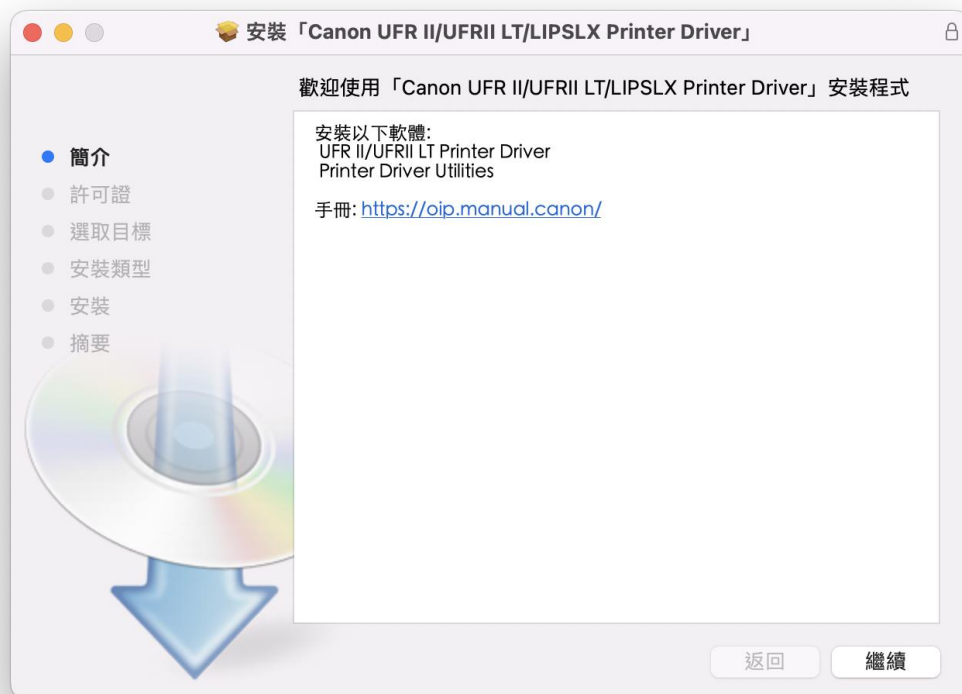 安裝「Canon UFR II/UFRII LT/LIPSLX Printer Driver」
歡迎使用「Canon UFR II/UFRII LT/LIPSLX Printer Driver」安裝程式
簡介
許可證
選取目標
安裝類型
安裝
摘要
安裝以下軟體:
UFR II/UFRII LT Printer Driver
Printer Driver Utilities
手冊: https://oip.manual.canon/
返回
繼續